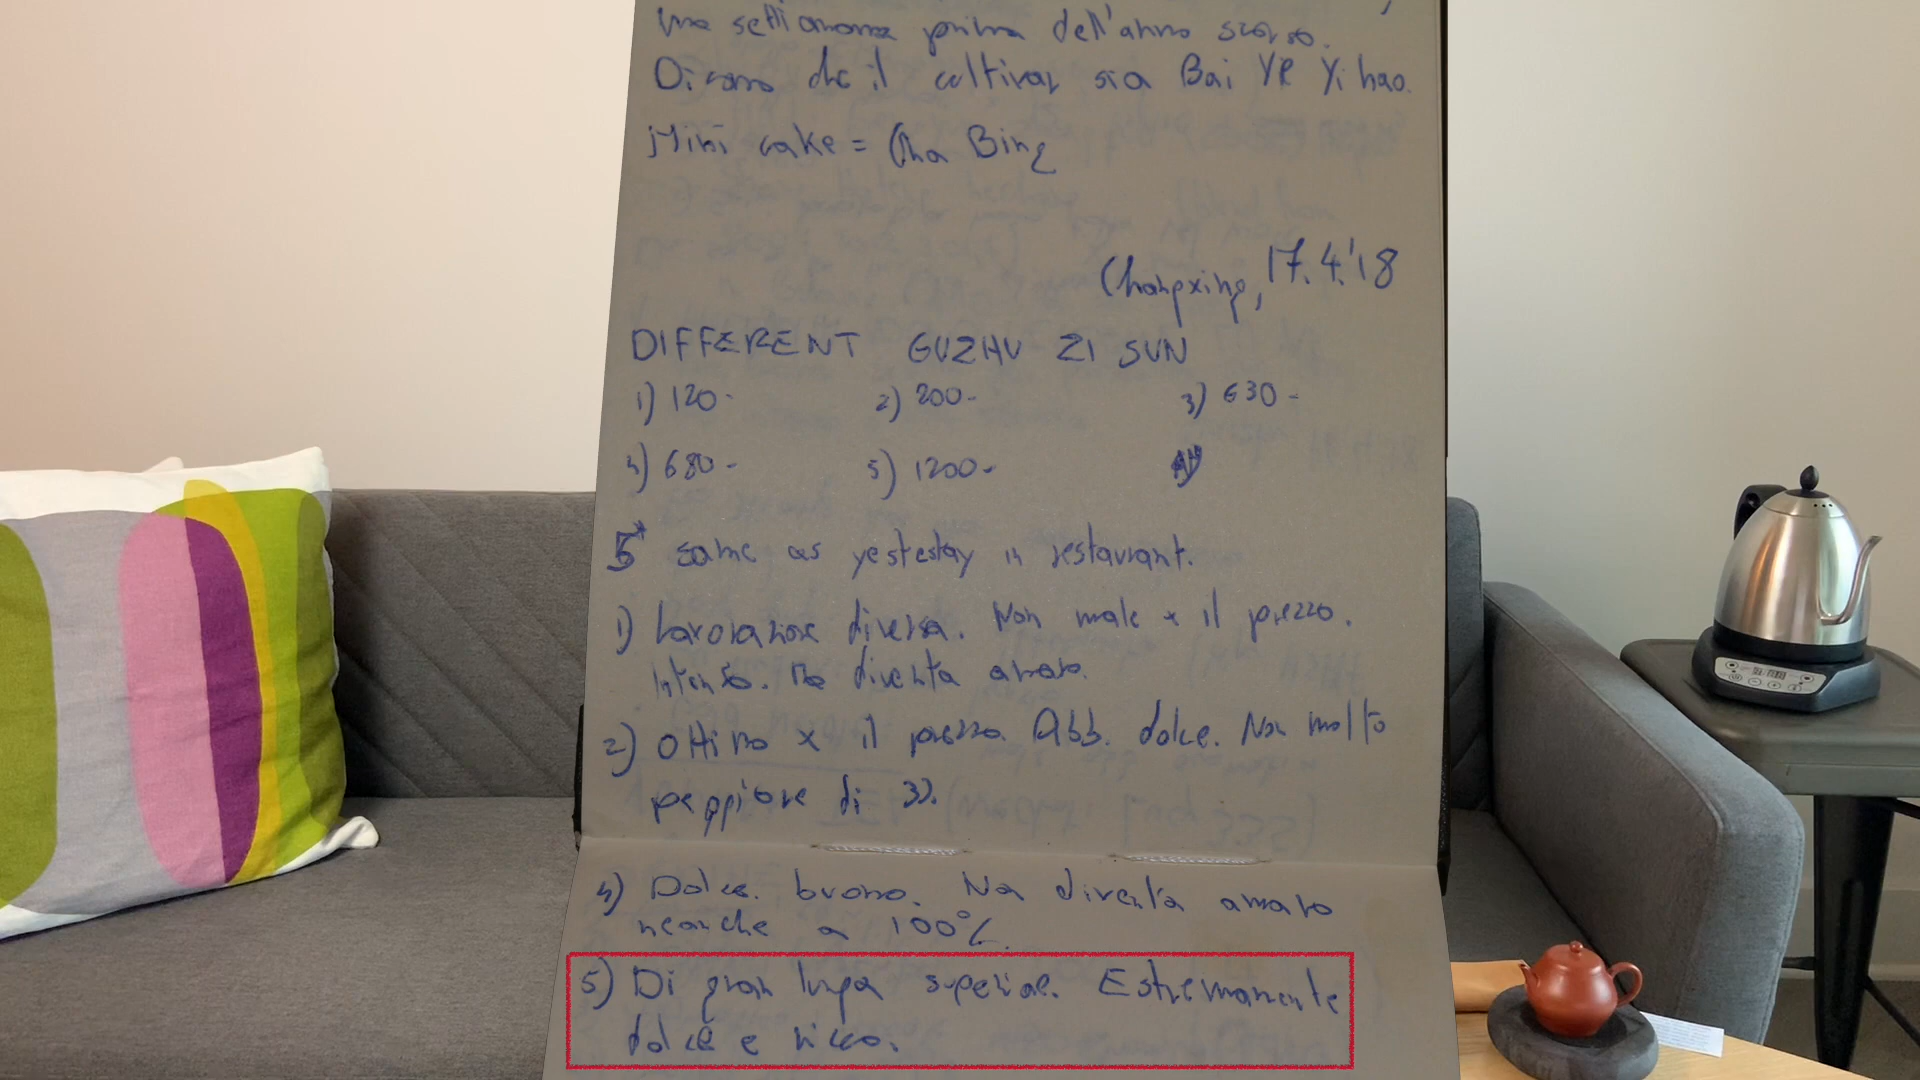 una settimana prima dell'anno scorso.
Dicono che il cultivar sia Bai Ye Yi hao.
Mini cake = Cha Bing
Changxing, 17.4.'18
DIFFERENT GUZHU ZI SUN
1) 120.- 2) 200.- 3) 630.-
4) 680.- 5) 1200.-
5 same as yesterday in restaurant.
1) Lavorazione diversa. Non male x il prezzo.
Intenso. Ma diventa amaro.
2) Ottimo x il prezzo. Abb. dolce. Non molto
peggiore di 3).
4) Dolce. buono. Non diventa amaro
neanche a 100°C.
5) Di gran lunga superiore. Estremamente
dolce e ricco.